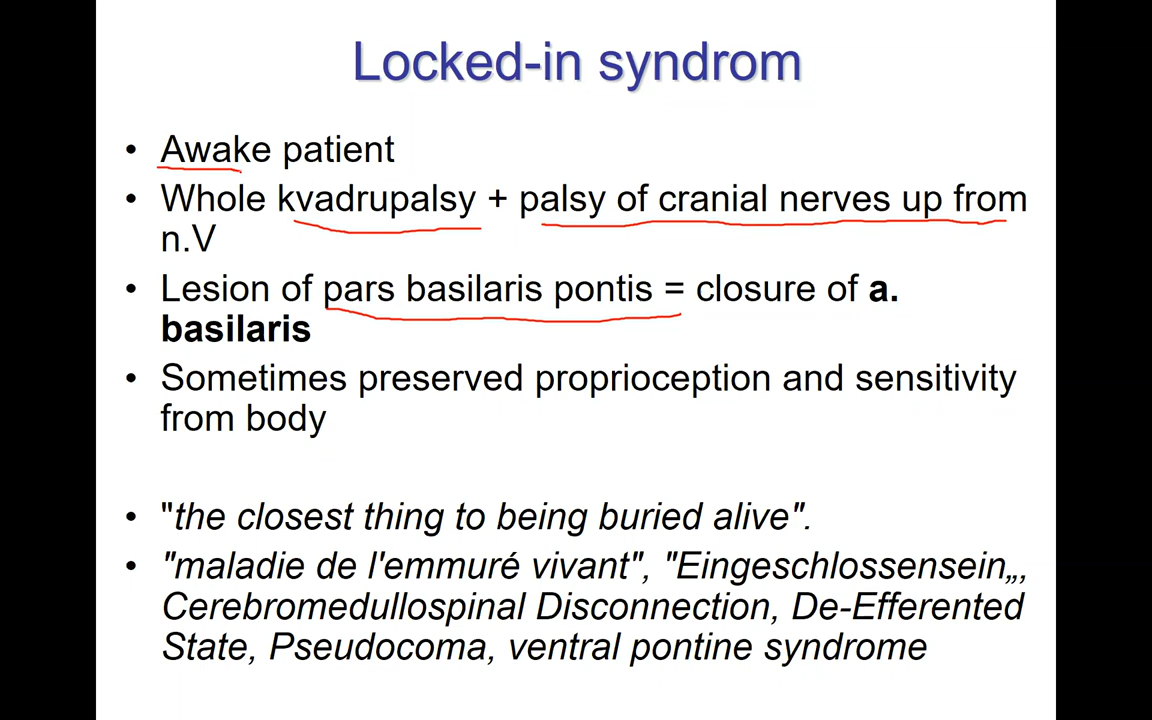 Locked-in syndrom
• Awake patient
• Whole kvadrupalsy + palsy of cranial nerves up from
n.V
• Lesion of pars basilaris pontis = closure of a.
basilaris
• Sometimes preserved proprioception and sensitivity
from body
• "the closest thing to being buried alive".
• "maladie de l'emmuré vivant", "Eingeschlossensein„,
Cerebromedullospinal Disconnection, De-Efferented
State, Pseudocoma, ventral pontine syndrome